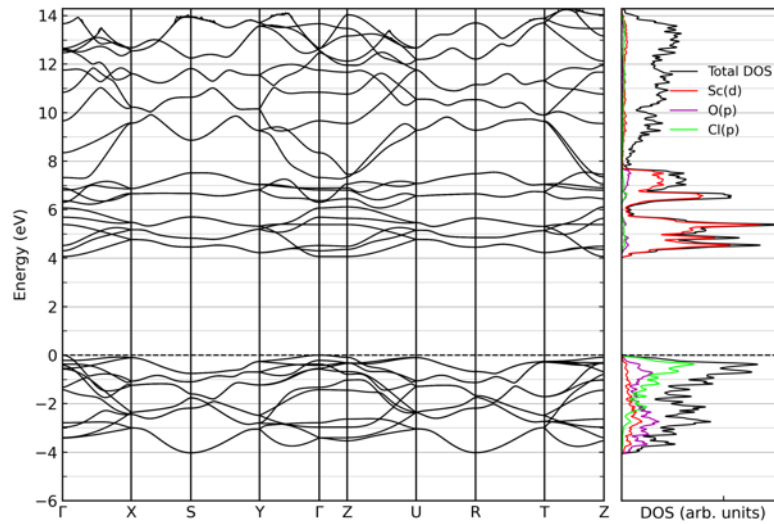 14
12
10
8
6
4
2
0
−2
−4
−6
Energy (eV)
Γ X S Y Γ Z U R T Z
Total DOS
Sc(d)
O(p)
Cl(p)
DOS (arb. units)